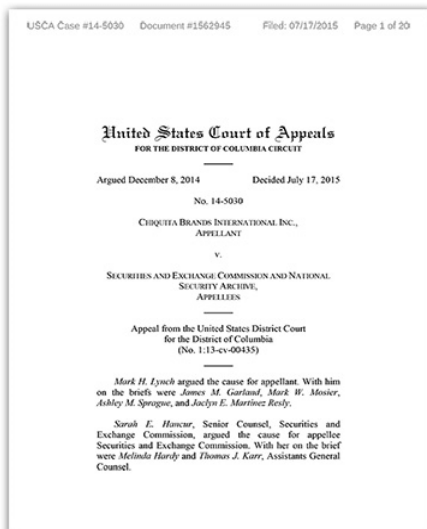 USCA Case #14-5030 Document #1562945 Filed: 07/17/2015 Page 1 of 20
United States Court of Appeals
FOR THE DISTRICT OF COLUMBIA CIRCUIT
Argued December 8, 2014 Decided July 17, 2015
No. 14-5030
CHIQUITA BRANDS INTERNATIONAL INC.,
APPELLANT
v.
SECURITIES AND EXCHANGE COMMISSION AND NATIONAL
SECURITY ARCHIVE,
APPELLEES
Appeal from the United States District Court
for the District of Columbia
(No. 1:13-cv-00435)
Mark H. Lynch argued the cause for appellant. With him
on the briefs were James M. Garland, Mark W. Mosier,
Ashley M. Sprague, and Jaclyn E. Martínez Resly.
Sarah E. Hancur, Senior Counsel, Securities and
Exchange Commission, argued the cause for appellee
Securities and Exchange Commission. With her on the brief
were Melinda Hardy and Thomas J. Karr, Assistants General
Counsel.